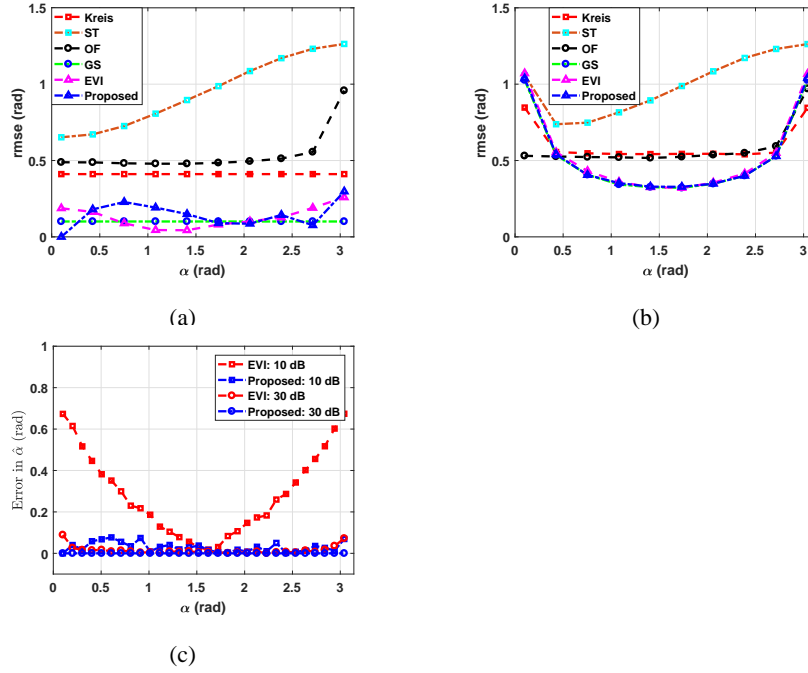 Kreis
ST
OF
GS
EVI
Proposed
1.5
1
0.5
0
rmse (rad)
0 0.5 1 1.5 2 2.5 3
α (rad)
(a)
Kreis
ST
OF
GS
EVI
Proposed
1.5
1
0.5
0
rmse (rad)
0 0.5 1 1.5 2 2.5 3
α (rad)
(b)
EVI: 10 dB
Proposed: 10 dB
EVI: 30 dB
Proposed: 30 dB
1
0.8
0.6
0.4
0.2
0
Error in α̂ (rad)
0 0.5 1 1.5 2 2.5 3
α (rad)
(c)